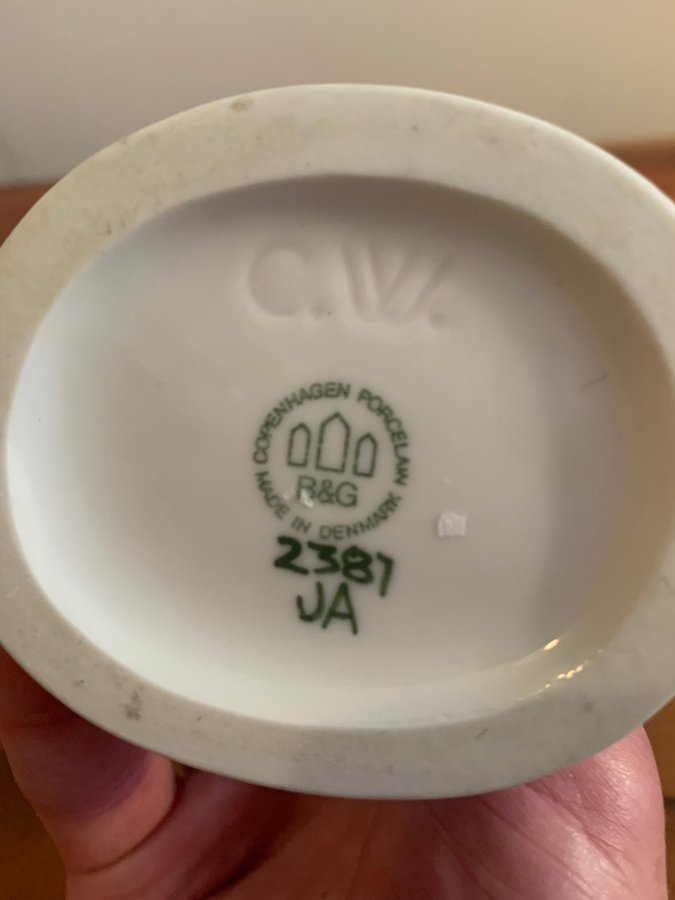 C.W.
COPENHAGEN PORCELAIN
B&G
MADE IN DENMARK
2381
JA